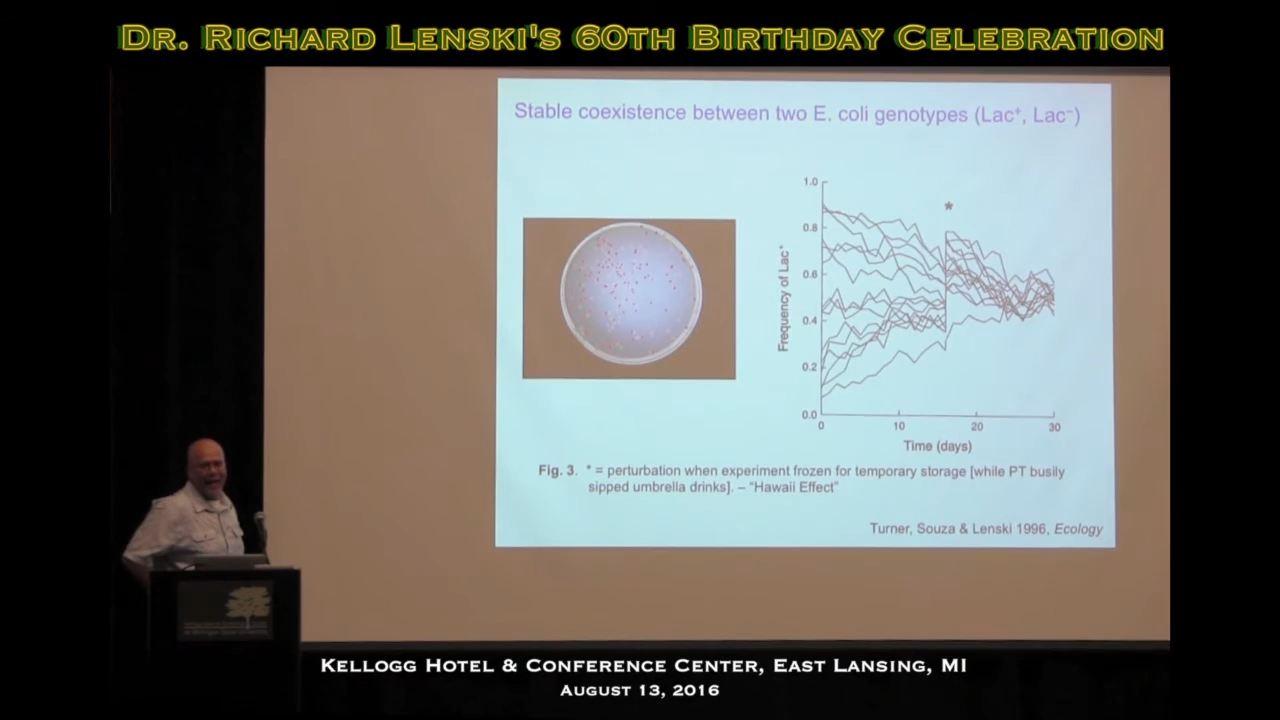 Dr. Richard Lenski's 60th Birthday Celebration
Stable coexistence between two E. coli genotypes (Lac⁺, Lac⁻)
1.0
*
0.8
0.6
0.4
0.2
0.0
Frequency of Lac⁺
0 10 20 30
Time (days)
Fig. 3. * = perturbation when experiment frozen for temporary storage [while PT busily
sipped umbrella drinks]. – "Hawaii Effect"
Turner, Souza & Lenski 1996, Ecology
Kellogg Hotel & Conference Center, East Lansing, MI
August 13, 2016